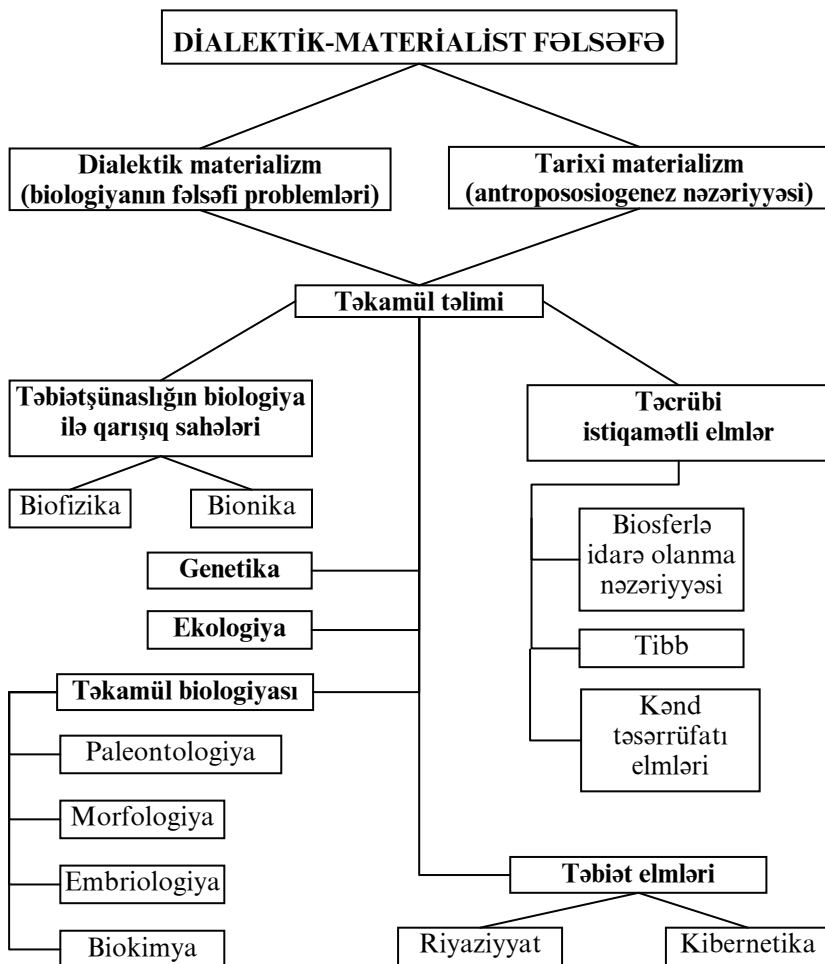 DİALEKTİK-MATERİALİST FƏLSƏFƏ
Dialektik materializm
(biologiyanın fəlsəfi problemləri)
Tarixi materializm
(antropososiogenez nəzəriyyəsi)
Təkamül təlimi
Təbiətşünaslığın biologiya
ilə qarışıq sahələri
Təcrübi
istiqamətli elmlər
Biofizika
Bionika
Biosferlə
idarə olanma
nəzəriyyəsi
Genetika
Ekologiya
Tibb
Təkamül biologiyası
Kənd
təsərrüfatı
elmləri
Paleontologiya
Morfologiya
Embriologiya
Biokimya
Təbiət elmləri
Riyaziyyat
Kibernetika